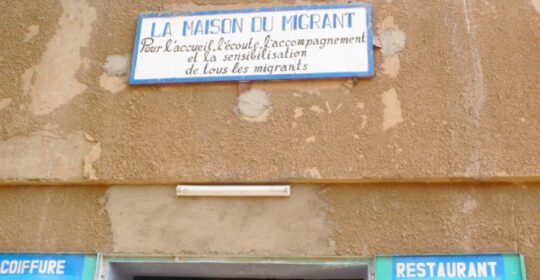 LA MAISON DU MIGRANT
Pour l'accueil, l'écoute, l'accompagnement
et la sensibilisation
de tous les migrants
COIFFURE
RESTAURANT